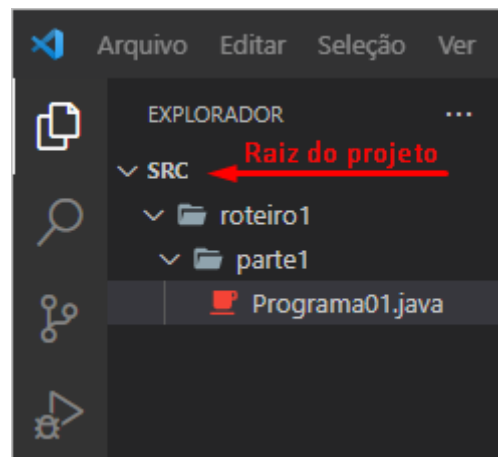 Arquivo Editar Seleção Ver
EXPLORADOR ...
SRC Raiz do projeto
roteiro1
parte1
Programa01.java